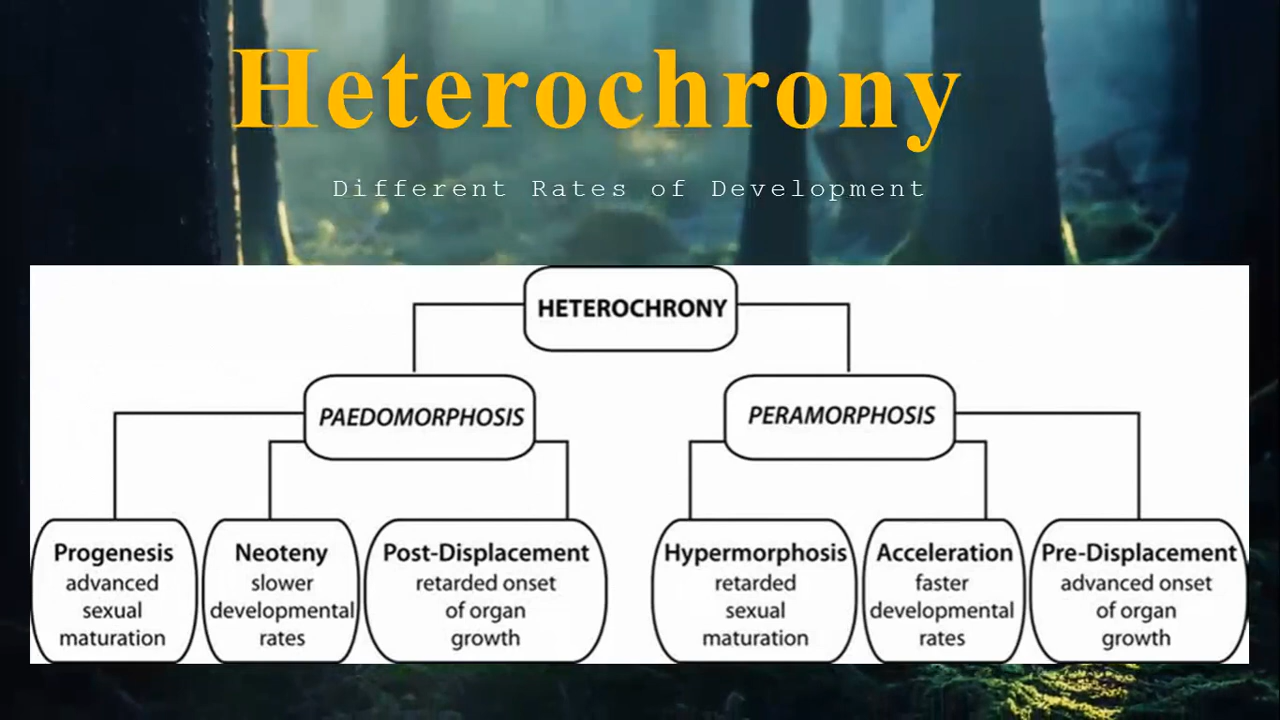 Heterochrony
Different Rates of Development
HETEROCHRONY
PAEDOMORPHOSIS
PERAMORPHOSIS
Progenesis
advanced
sexual
maturation
Neoteny
slower
developmental
rates
Post-Displacement
retarded onset
of organ
growth
Hypermorphosis
retarded
sexual
maturation
Acceleration
faster
developmental
rates
Pre-Displacement
advanced onset
of organ
growth